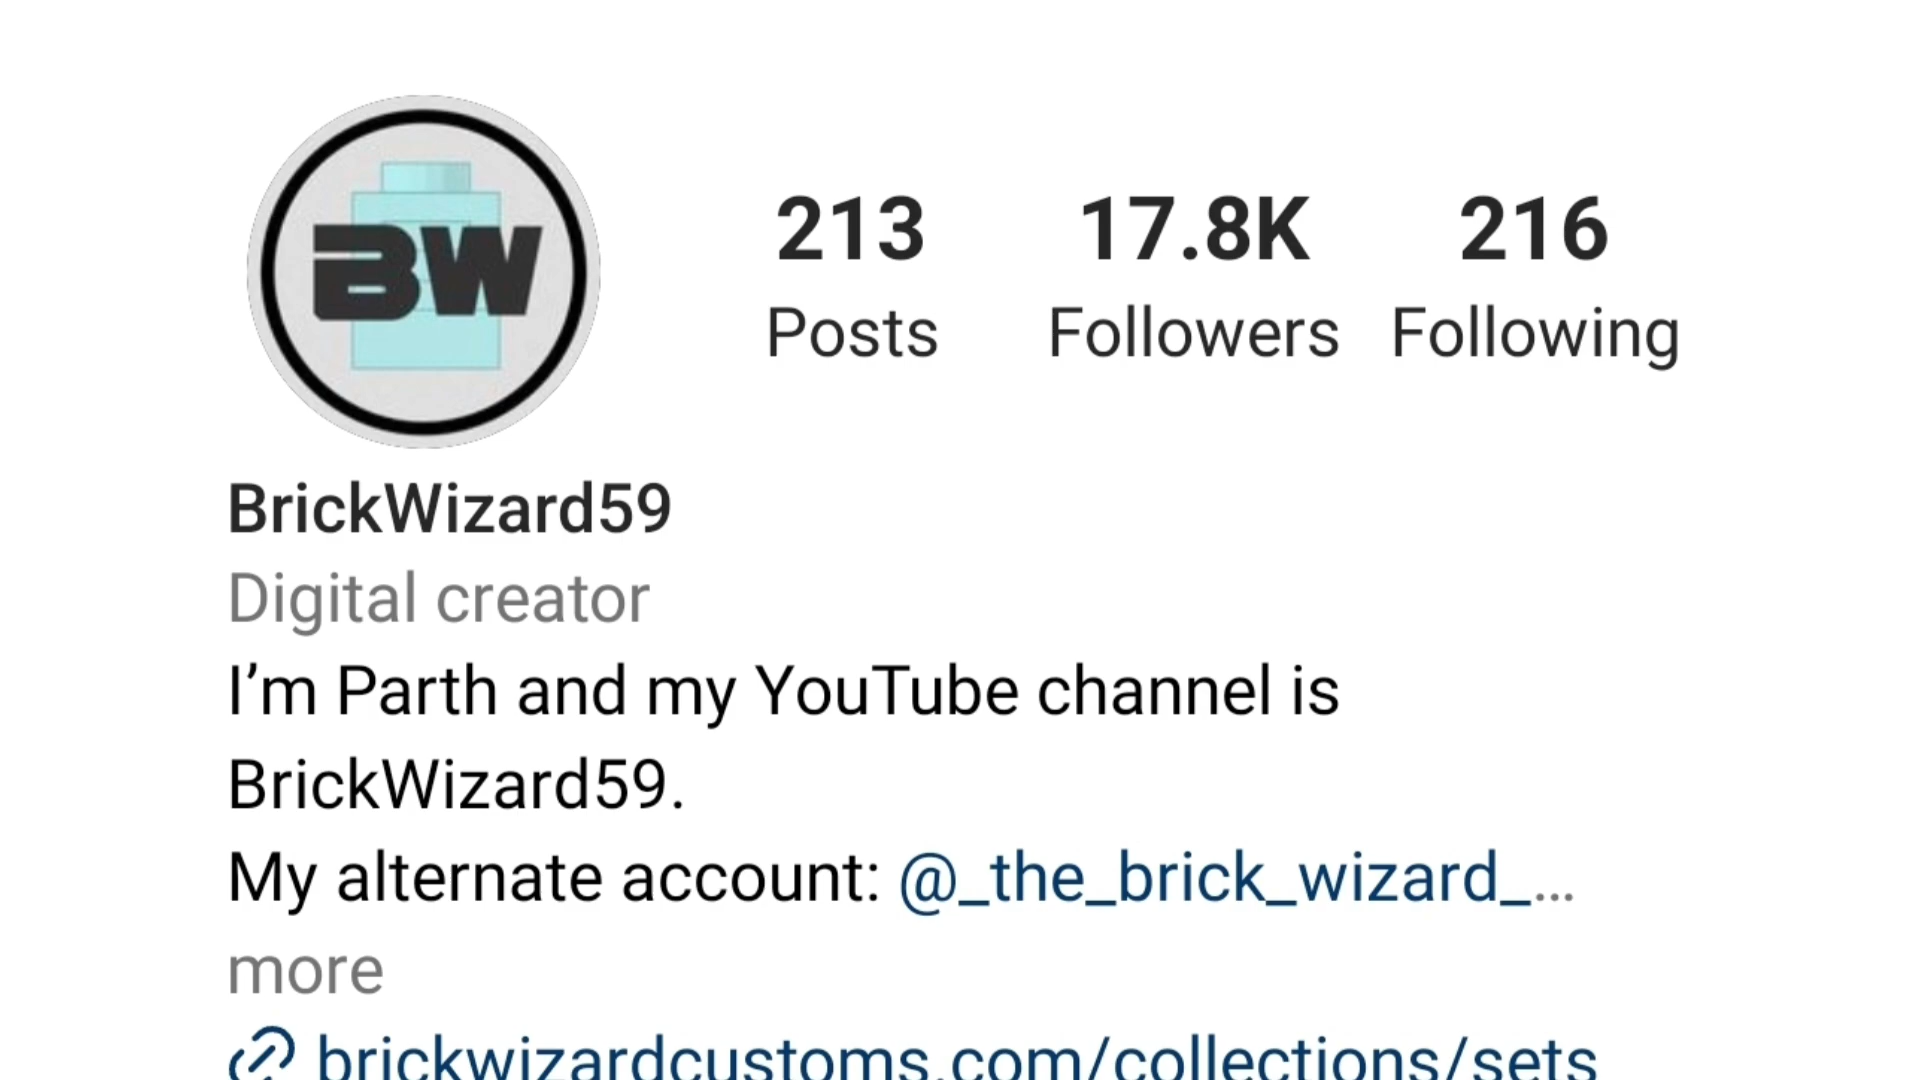 BW
213 17.8K 216
Posts Followers Following
BrickWizard59
Digital creator
I’m Parth and my YouTube channel is
BrickWizard59.
My alternate account: @_the_brick_wizard_...
more
brickwizardcustoms.com/collections/sets